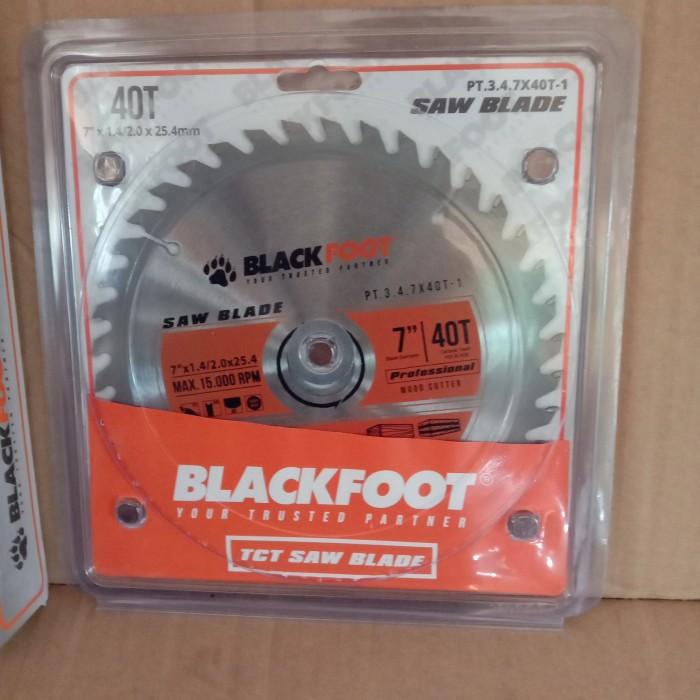 40T
7" x 1.4/2.0 x 25.4mm
PT.3.4.7X40T-1
SAW BLADE
BLACKFOOT
YOUR TRUSTED PARTNER
PT.3.4.7X40T-1
SAW BLADE
7"x1.4/2.0x25.4
MAX. 15.000 RPM
7" 40T
Professional
WOOD CUTTER
BLACKFOOT®
YOUR TRUSTED PARTNER
TCT SAW BLADE
BLACKFOOT